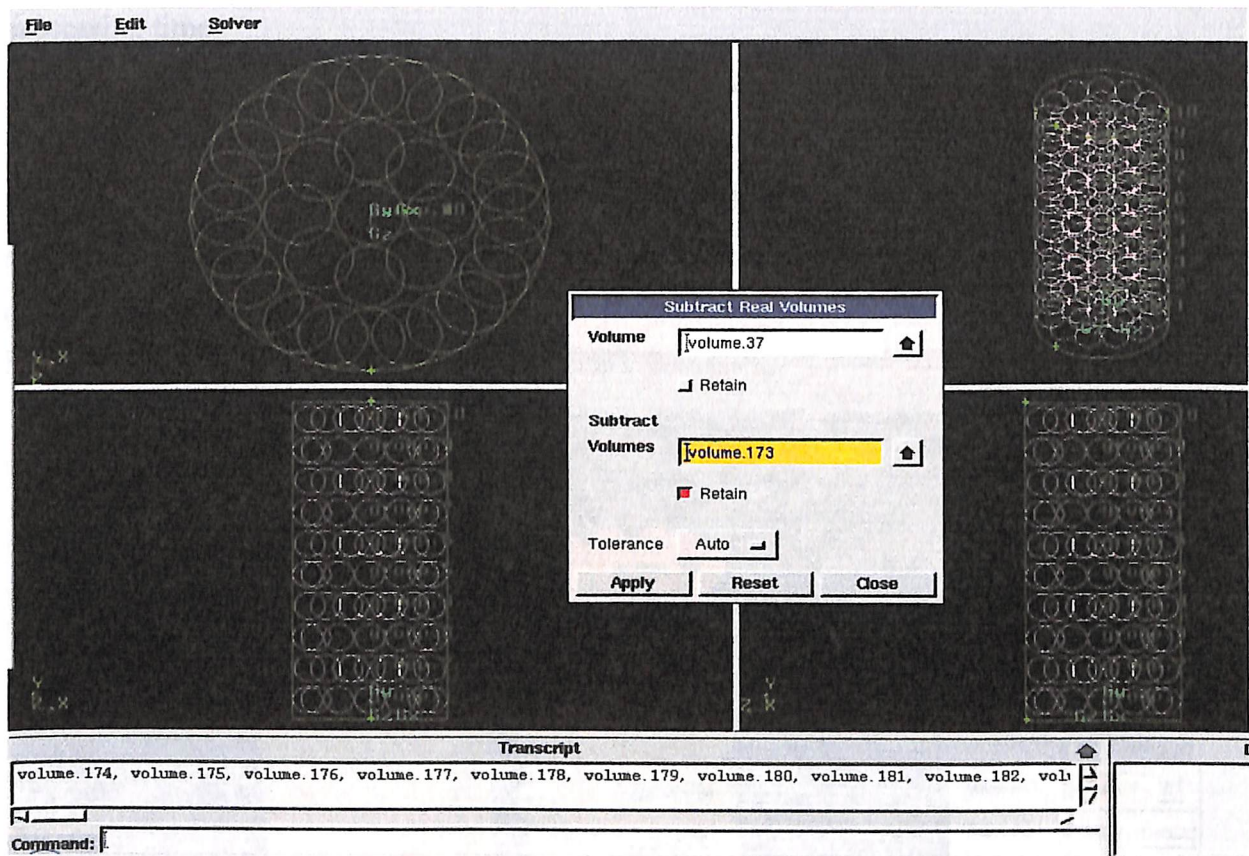 File Edit Solver
Subtract Real Volumes
Volume volume.37
Retain
Subtract
Volumes volume.173
Retain
Tolerance Auto
Apply Reset Close
Transcript
volume.174, volume.175, volume.176, volume.177, volume.178, volume.179, volume.180, volume.181, volume.182, volu
Command: